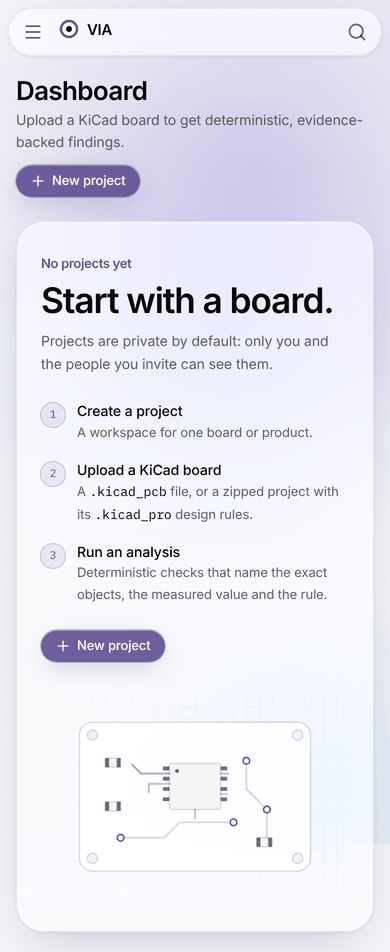 VIA
Dashboard
Upload a KiCad board to get deterministic, evidence-
backed findings.
New project
No projects yet
Start with a board.
Projects are private by default: only you and
the people you invite can see them.
1
Create a project
A workspace for one board or product.
2
Upload a KiCad board
A .kicad_pcb file, or a zipped project with
its .kicad_pro design rules.
3
Run an analysis
Deterministic checks that name the exact
objects, the measured value and the rule.
New project